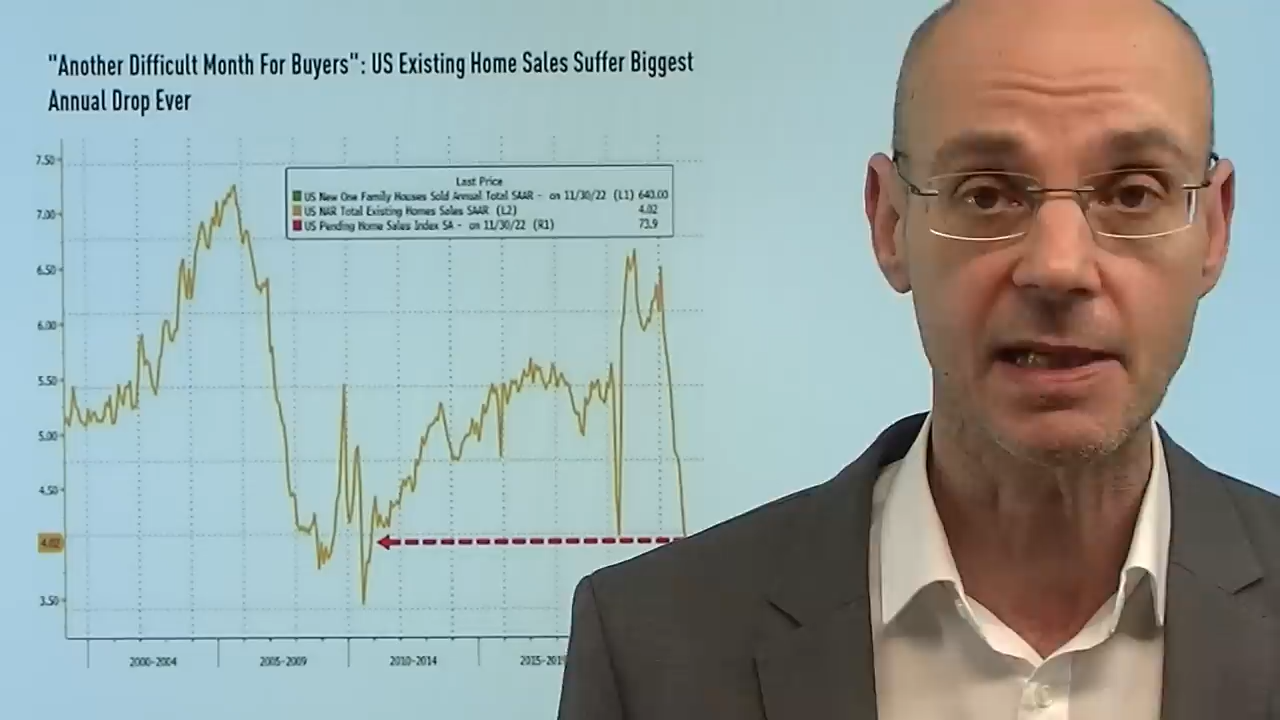 "Another Difficult Month For Buyers": US Existing Home Sales Suffer Biggest
Annual Drop Ever
Last Price
US New One Family Houses Sold Annual Total SAAR - on 11/30/22 (L1) 640.00
US NAR Total Existing Homes Sales SAAR (L2) 4.02
US Pending Home Sales Index SA - on 11/30/22 (R1) 73.9
7.50
7.00
6.50
6.00
5.50
5.00
4.50
4.02
3.50
2000-2004 2005-2009 2010-2014